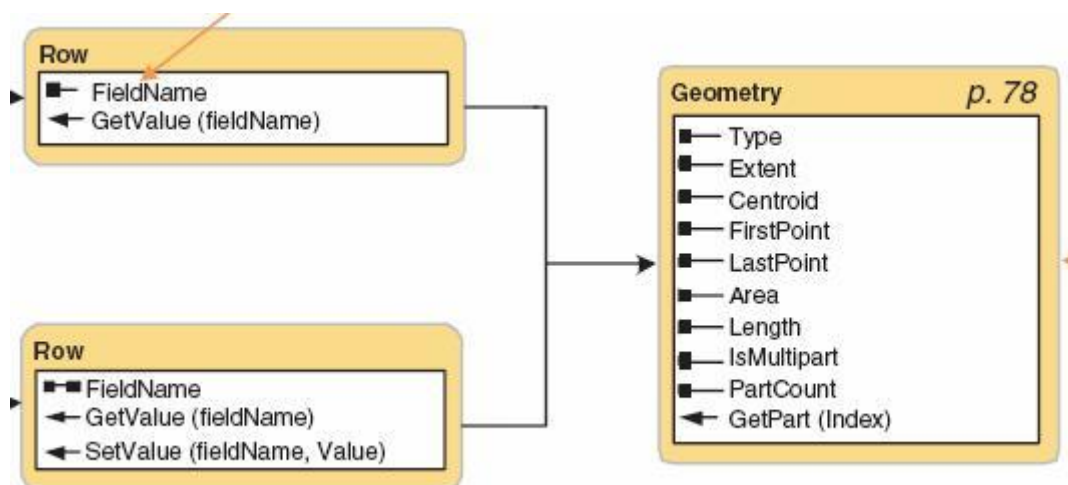 Row
FieldName
GetValue (fieldName)
Row
FieldName
GetValue (fieldName)
SetValue (fieldName, Value)
Geometry p. 78
Type
Extent
Centroid
FirstPoint
LastPoint
Area
Length
IsMultipart
PartCount
GetPart (Index)